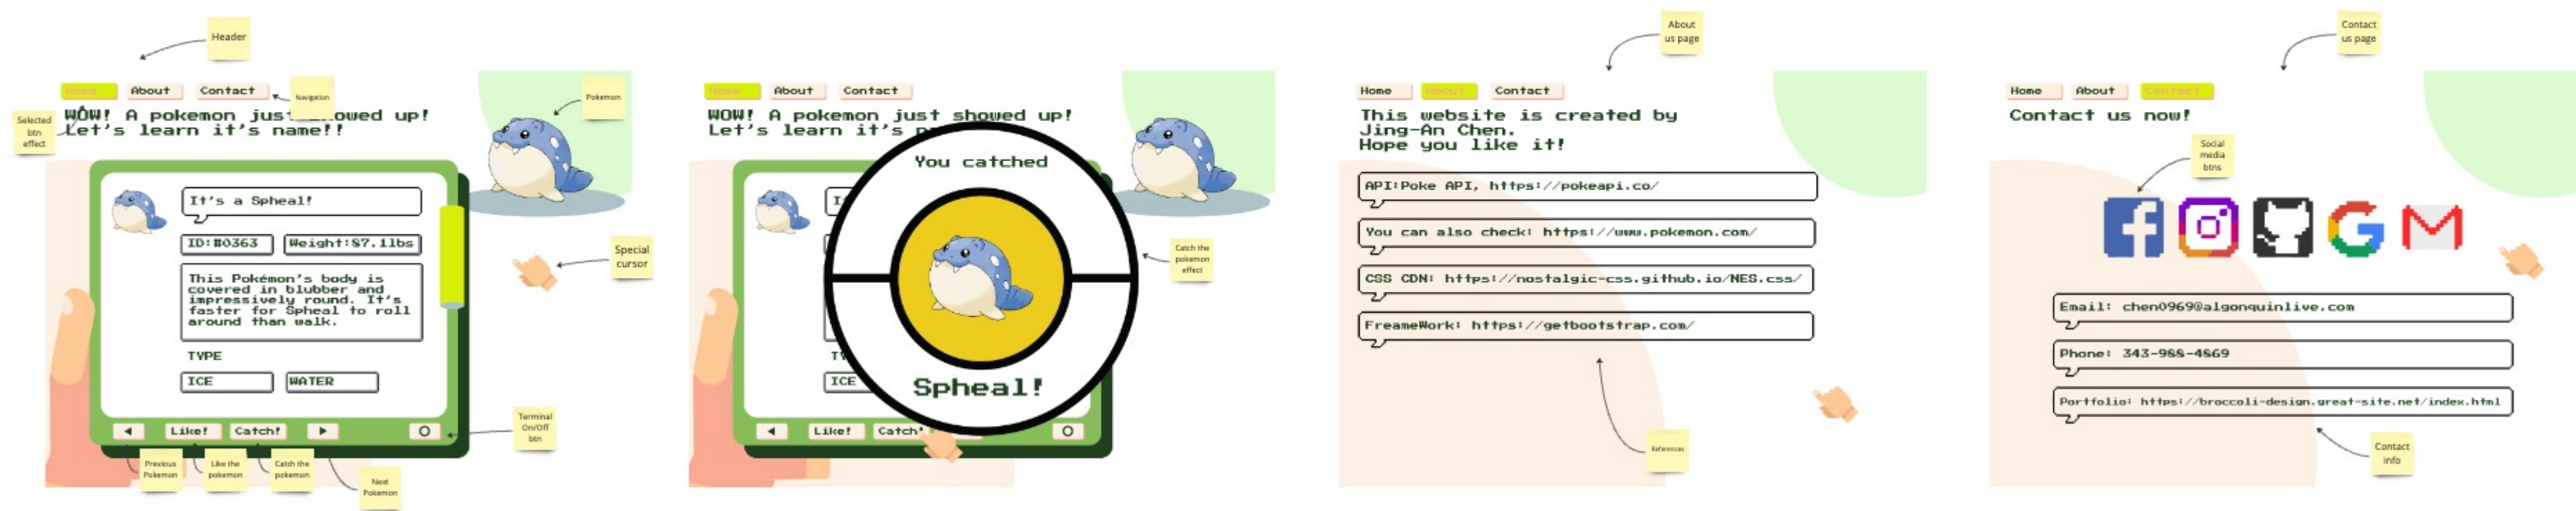 Header
Home
About
Contact
Navigation
Selected
btn
effect
WOW! A pokemon just showed up!
Let's learn it's name!!
Pokemon
It's a Spheal!
ID:#0363
Weight:87.1lbs
This Pokémon's body is
covered in blubber and
impressively round. It's
faster for Spheal to roll
around than walk.
TYPE
ICE
WATER
Special
cursor
Like!
Catch!
Terminal
On/Off
btn
Previous
Pokemon
Like the
pokemon
Catch the
pokemon
Next
Pokemon
Home
About
Contact
WOW! A pokemon just showed up!
Let's learn it's
You catched
Spheal!
ICE
Like!
Catch!
Catch the
pokemon
effect
About
us page
Home
About
Contact
This website is created by
Jing-An Chen.
Hope you like it!
API:Poke API, https://pokeapi.co/
You can also check: https://www.pokemon.com/
CSS CDN: https://nostalgic-css.github.io/NES.css/
FreameWork: https://getbootstrap.com/
References
Contact
us page
Home
About
Contact
Contact us now!
Social
media
btns
Email: chen0969@algonquinlive.com
Phone: 343-988-4869
Portfolio: https://broccoli-design.great-site.net/index.html
Contact
info